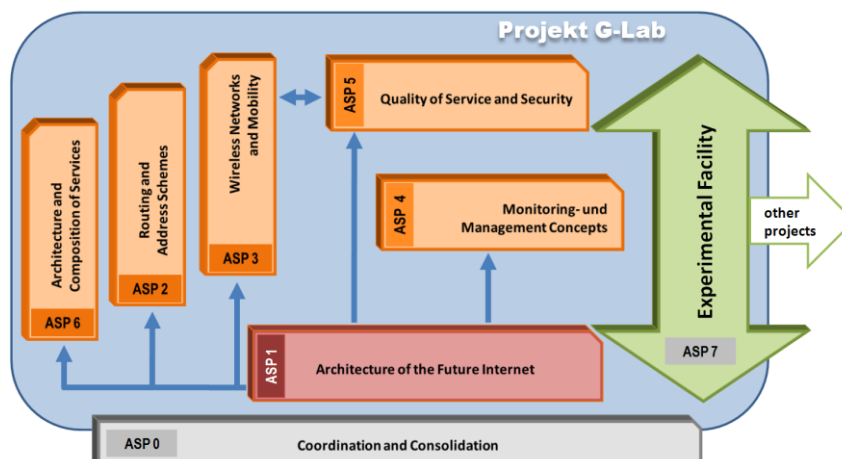 Projekt G-Lab
ASP 5
Quality of Service and Security
Wireless Networks
and Mobility
ASP 3
Routing and
Address Schemes
ASP 2
Architecture and
Composition of Services
ASP 6
ASP 4
Monitoring- und
Management Concepts
Experimental Facility
ASP 7
other
projects
ASP 1
Architecture of the Future Internet
ASP 0
Coordination and Consolidation